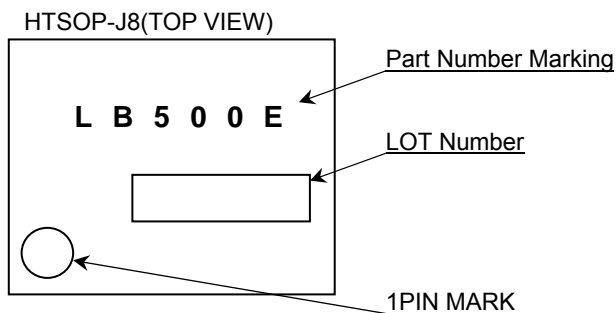 HTSOP-J8(TOP VIEW)
Part Number Marking
L B 5 0 0 E
LOT Number
1PIN MARK